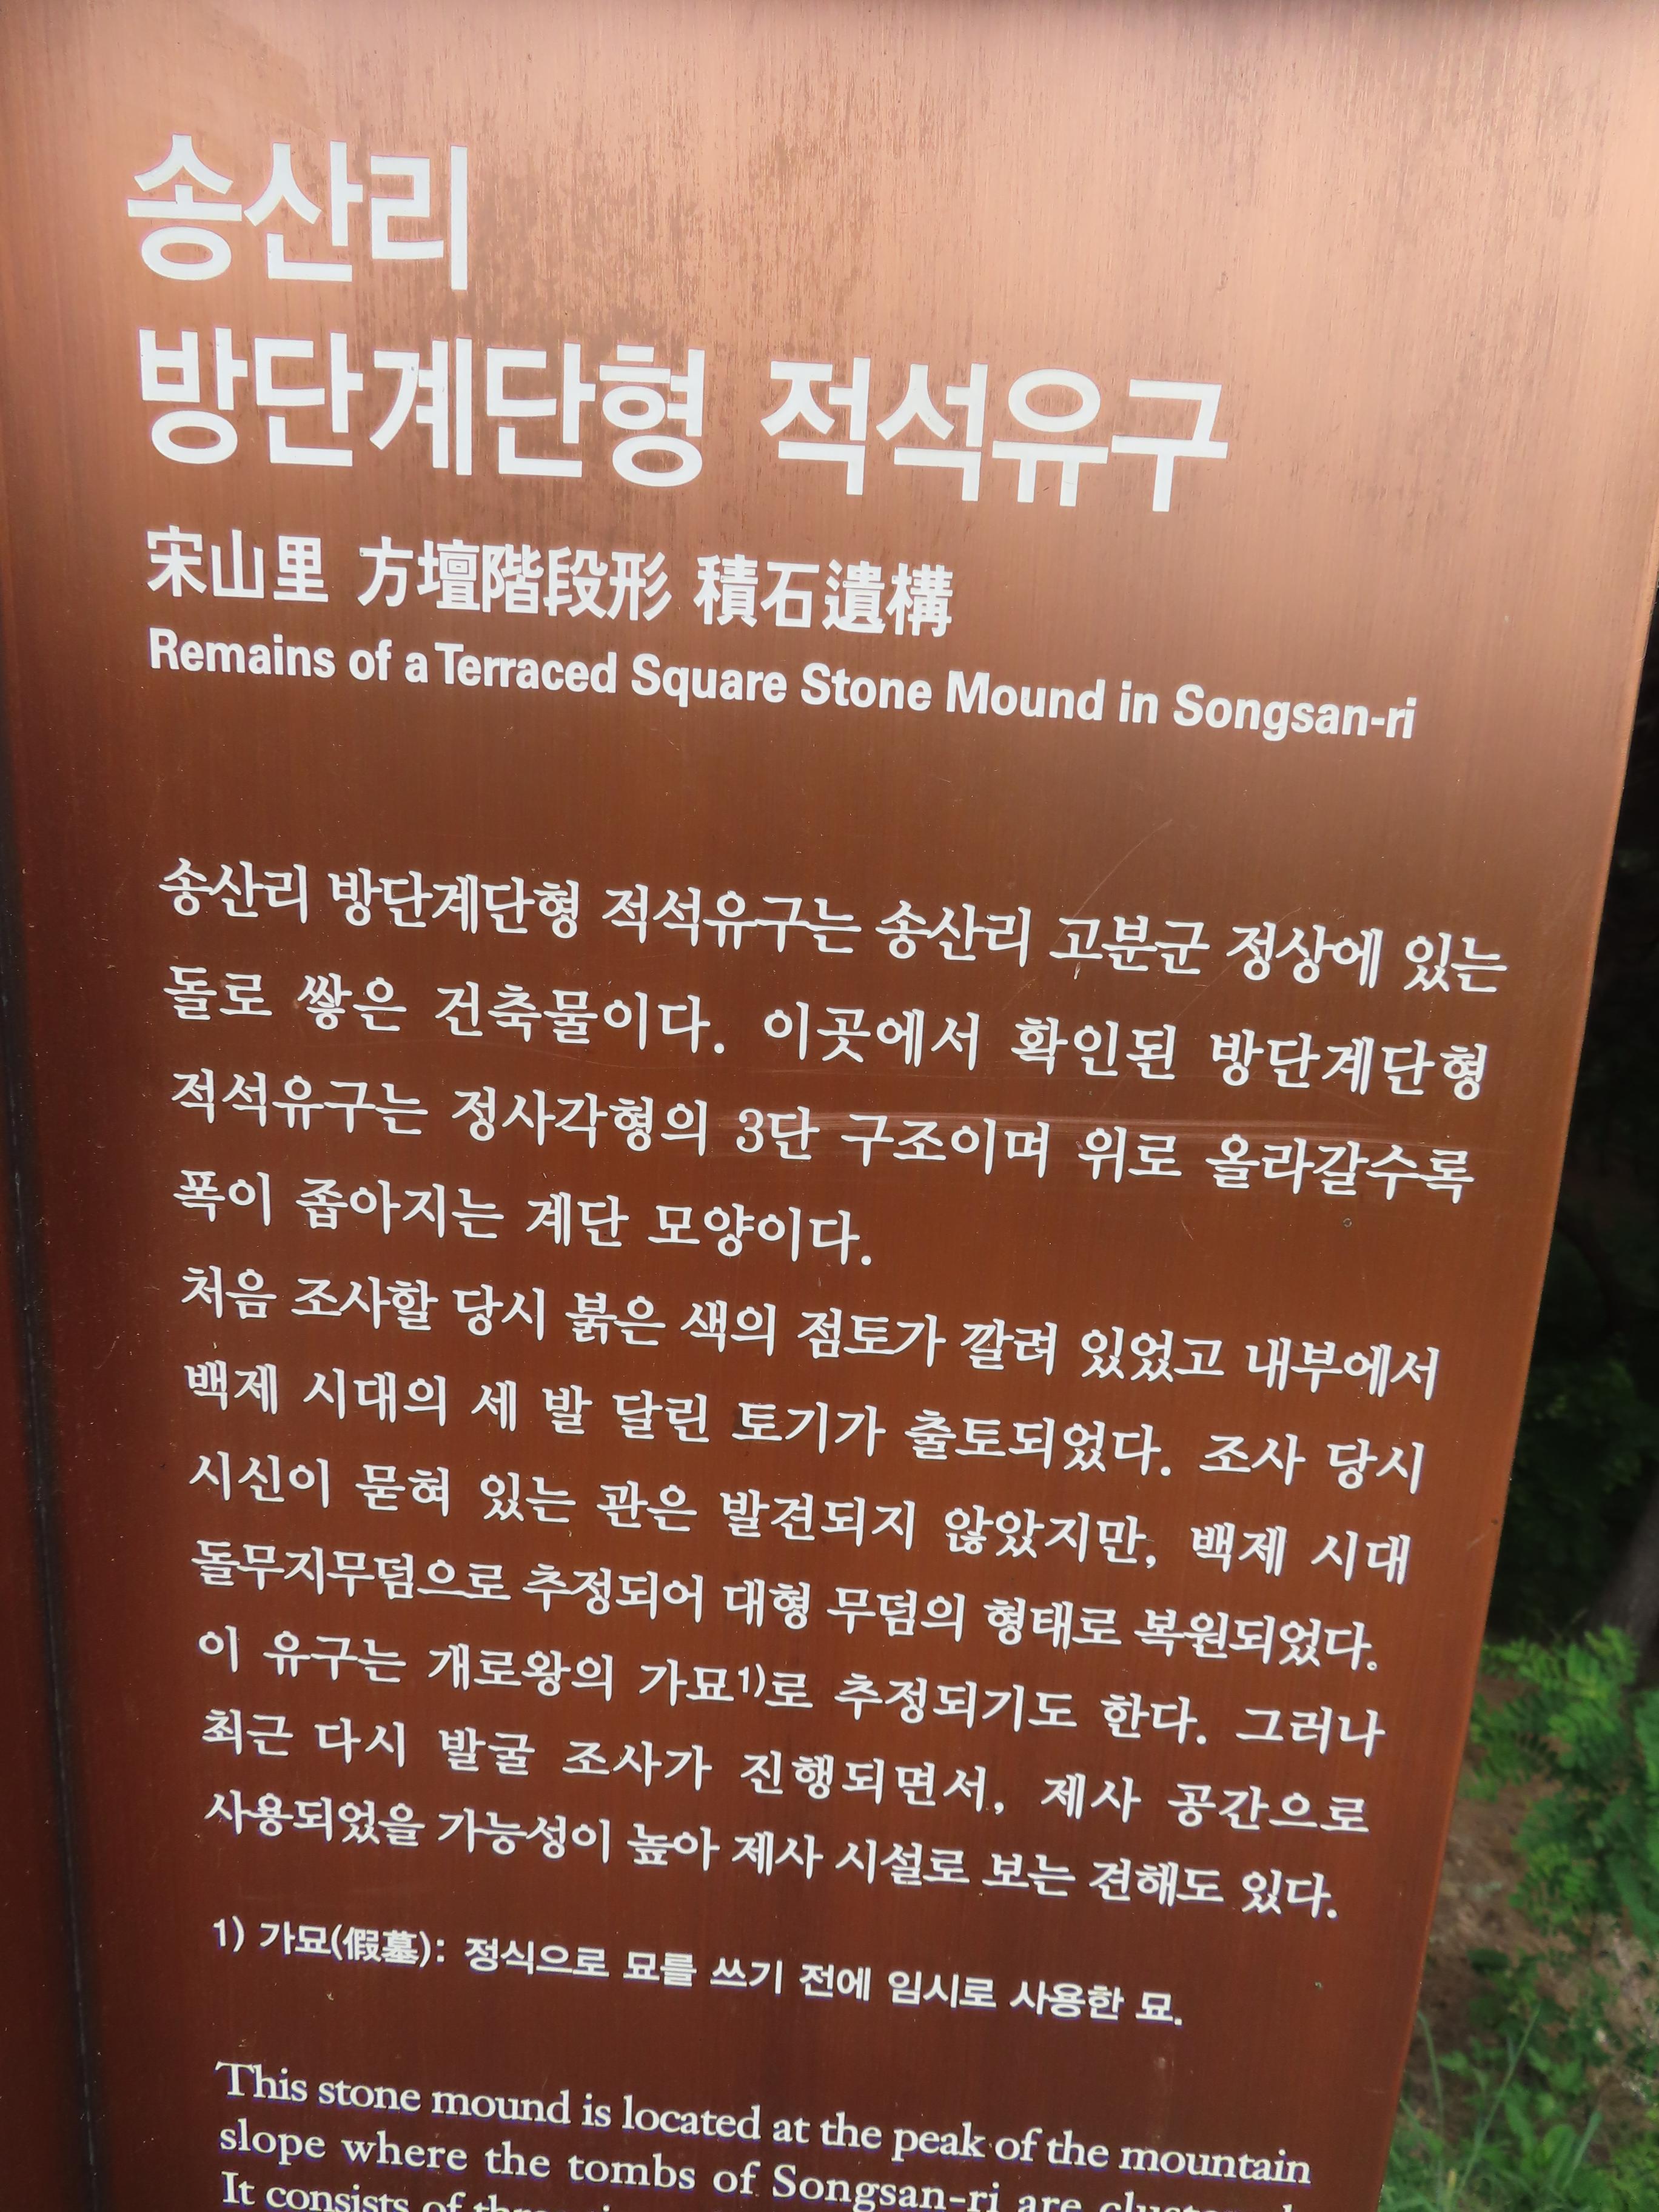 송산리
방단계단형 적석유구
宋山里 方壇階段形 積石遺構
Remains of a Terraced Square Stone Mound in Songsan-ri
송산리 방단계단형 적석유구는 송산리 고분군 정상에 있는
돌로 쌓은 건축물이다. 이곳에서 확인된 방단계단형
적석유구는 정사각형의 3단 구조이며 위로 올라갈수록
폭이 좁아지는 계단 모양이다.
처음 조사할 당시 붉은 색의 점토가 깔려 있었고 내부에서
백제 시대의 세 발 달린 토기가 출토되었다. 조사 당시
시신이 묻혀 있는 관은 발견되지 않았지만, 백제 시대
돌무지무덤으로 추정되어 대형 무덤의 형태로 복원되었다.
이 유구는 개로왕의 가묘1)로 추정되기도 한다. 그러나
최근 다시 발굴 조사가 진행되면서, 제사 공간으로
사용되었을 가능성이 높아 제사 시설로 보는 견해도 있다.
1) 가묘(假墓): 정식으로 묘를 쓰기 전에 임시로 사용한 묘.
This stone mound is located at the peak of the mountain
slope where the tombs of Songsan-ri are clustered.
It consists of